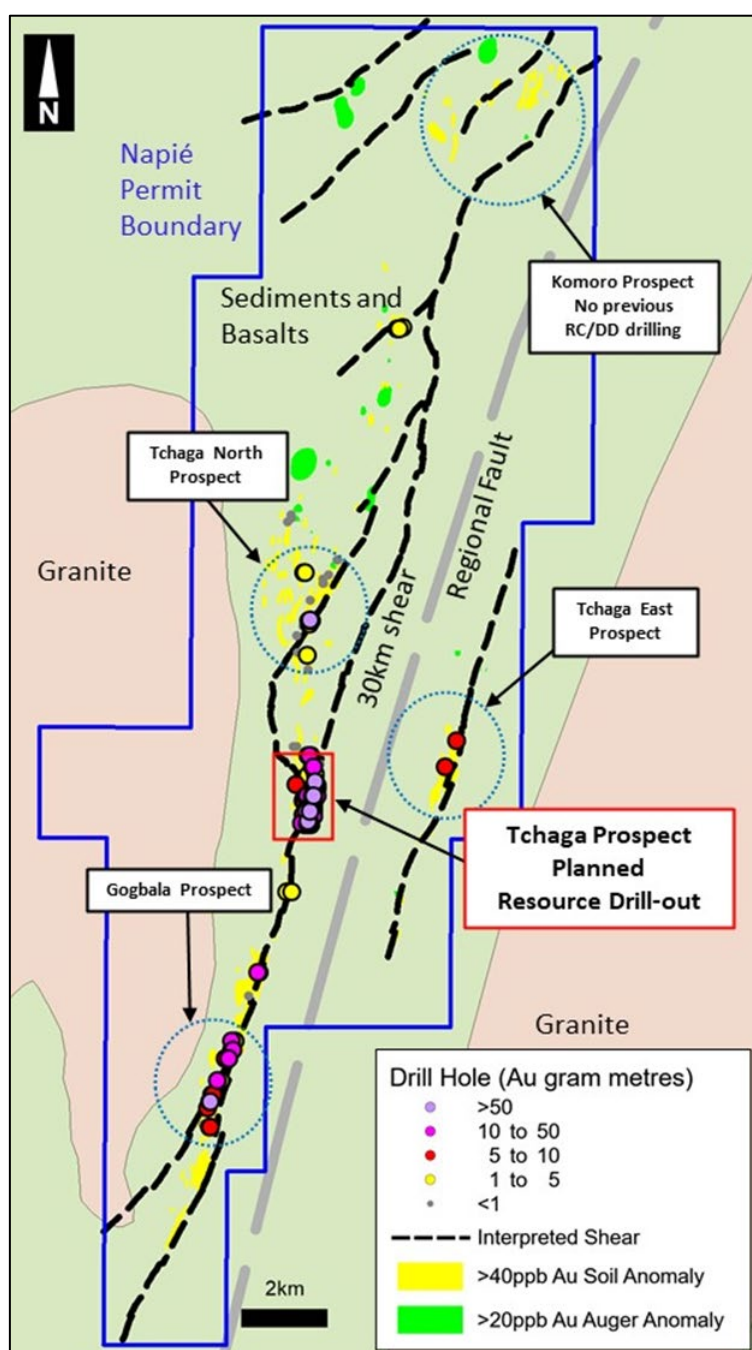 N
Napié
Permit
Boundary
Komoro Prospect
No previous
RC/DD drilling
Sediments and
Basalts
Tchaga North
Prospect
Regional Fault
Granite
30km shear
Tchaga East
Prospect
Tchaga Prospect
Planned
Resource Drill-out
Gogbala Prospect
Granite
2km
Drill Hole (Au gram metres)
>50
10 to 50
5 to 10
1 to 5
<1
Interpreted Shear
>40ppb Au Soil Anomaly
>20ppb Au Auger Anomaly